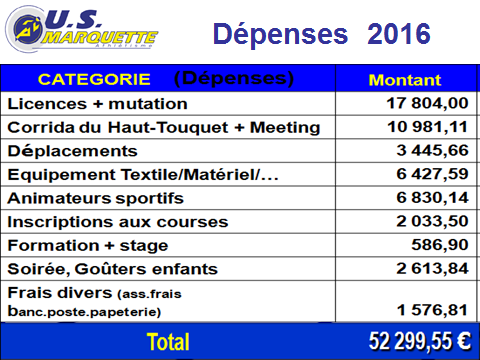 U.S.
MARQUETTE
Athlétisme
Dépenses 2016
CATEGORIE (Dépenses) Montant
Licences + mutation 17 804,00
Corrida du Haut-Touquet + Meeting 10 981,11
Déplacements 3 445,66
Equipement Textile/Matériel/... 6 427,59
Animateurs sportifs 6 830,14
Inscriptions aux courses 2 033,50
Formation + stage 586,90
Soirée, Goûters enfants 2 613,84
Frais divers (ass.frais
banc.poste.papeterie) 1 576,81
Total 52 299,55 €